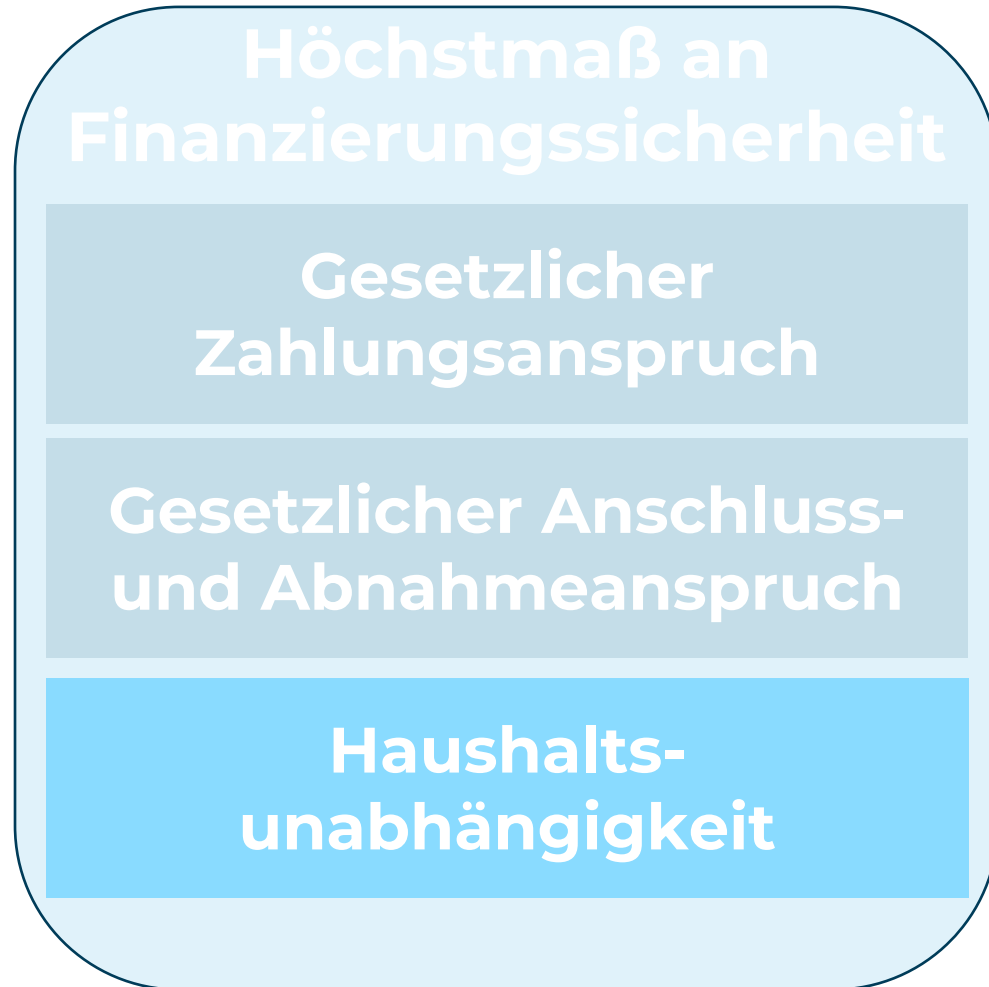 Höchstmaß an
Finanzierungssicherheit
Gesetzlicher
Zahlungsanspruch
Gesetzlicher Anschluss-
und Abnahmeanspruch
Haushalts-
unabhängigkeit